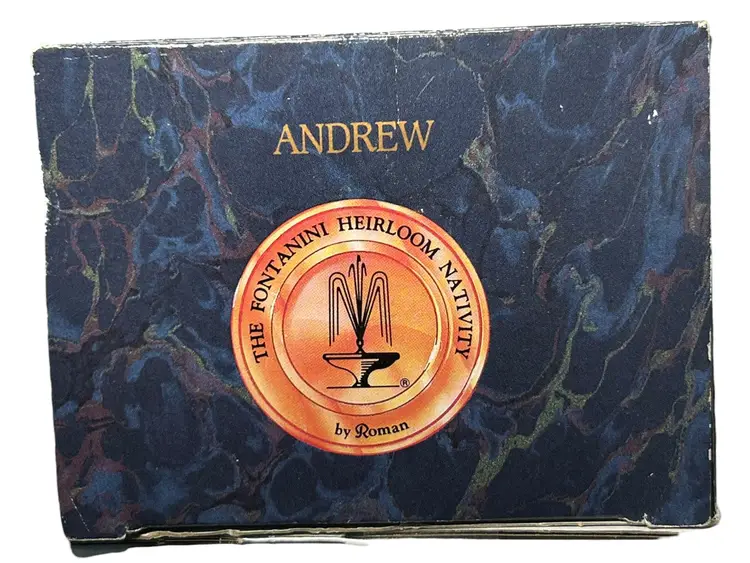 ANDREW
THE FONTANINI HEIRLOOM NATIVITY
®
by Roman